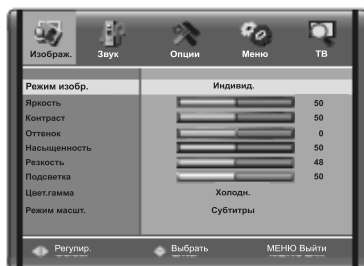 Изображ. Звук Опции Меню ТВ
Режим изобр. Индивид.
Яркость 50
Контраст 50
Оттенок 0
Насыщенность 50
Резкость 48
Подсветка 50
Цвет.гамма Холодн.
Режим масшт. Субтитры
Регулир. Выбрать МЕНЮ Выйти